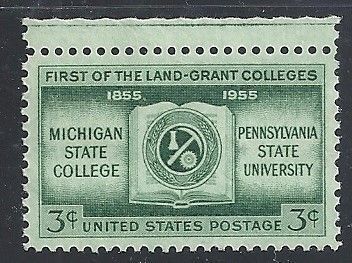 FIRST OF THE LAND-GRANT COLLEGES
1855 1955
MICHIGAN STATE COLLEGE
PENNSYLVANIA STATE UNIVERSITY
3¢ UNITED STATES POSTAGE 3¢